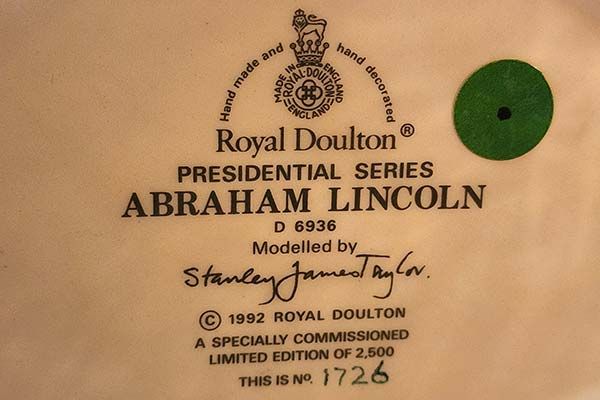 Hand made and hand decorated
MADE IN ENGLAND
ROYAL·DOULTON
ENGLAND
Royal Doulton®
PRESIDENTIAL SERIES
ABRAHAM LINCOLN
D 6936
Modelled by
Stanley James Taylor.
© 1992 ROYAL DOULTON
A SPECIALLY COMMISSIONED
LIMITED EDITION OF 2,500
THIS IS Nº. 1726